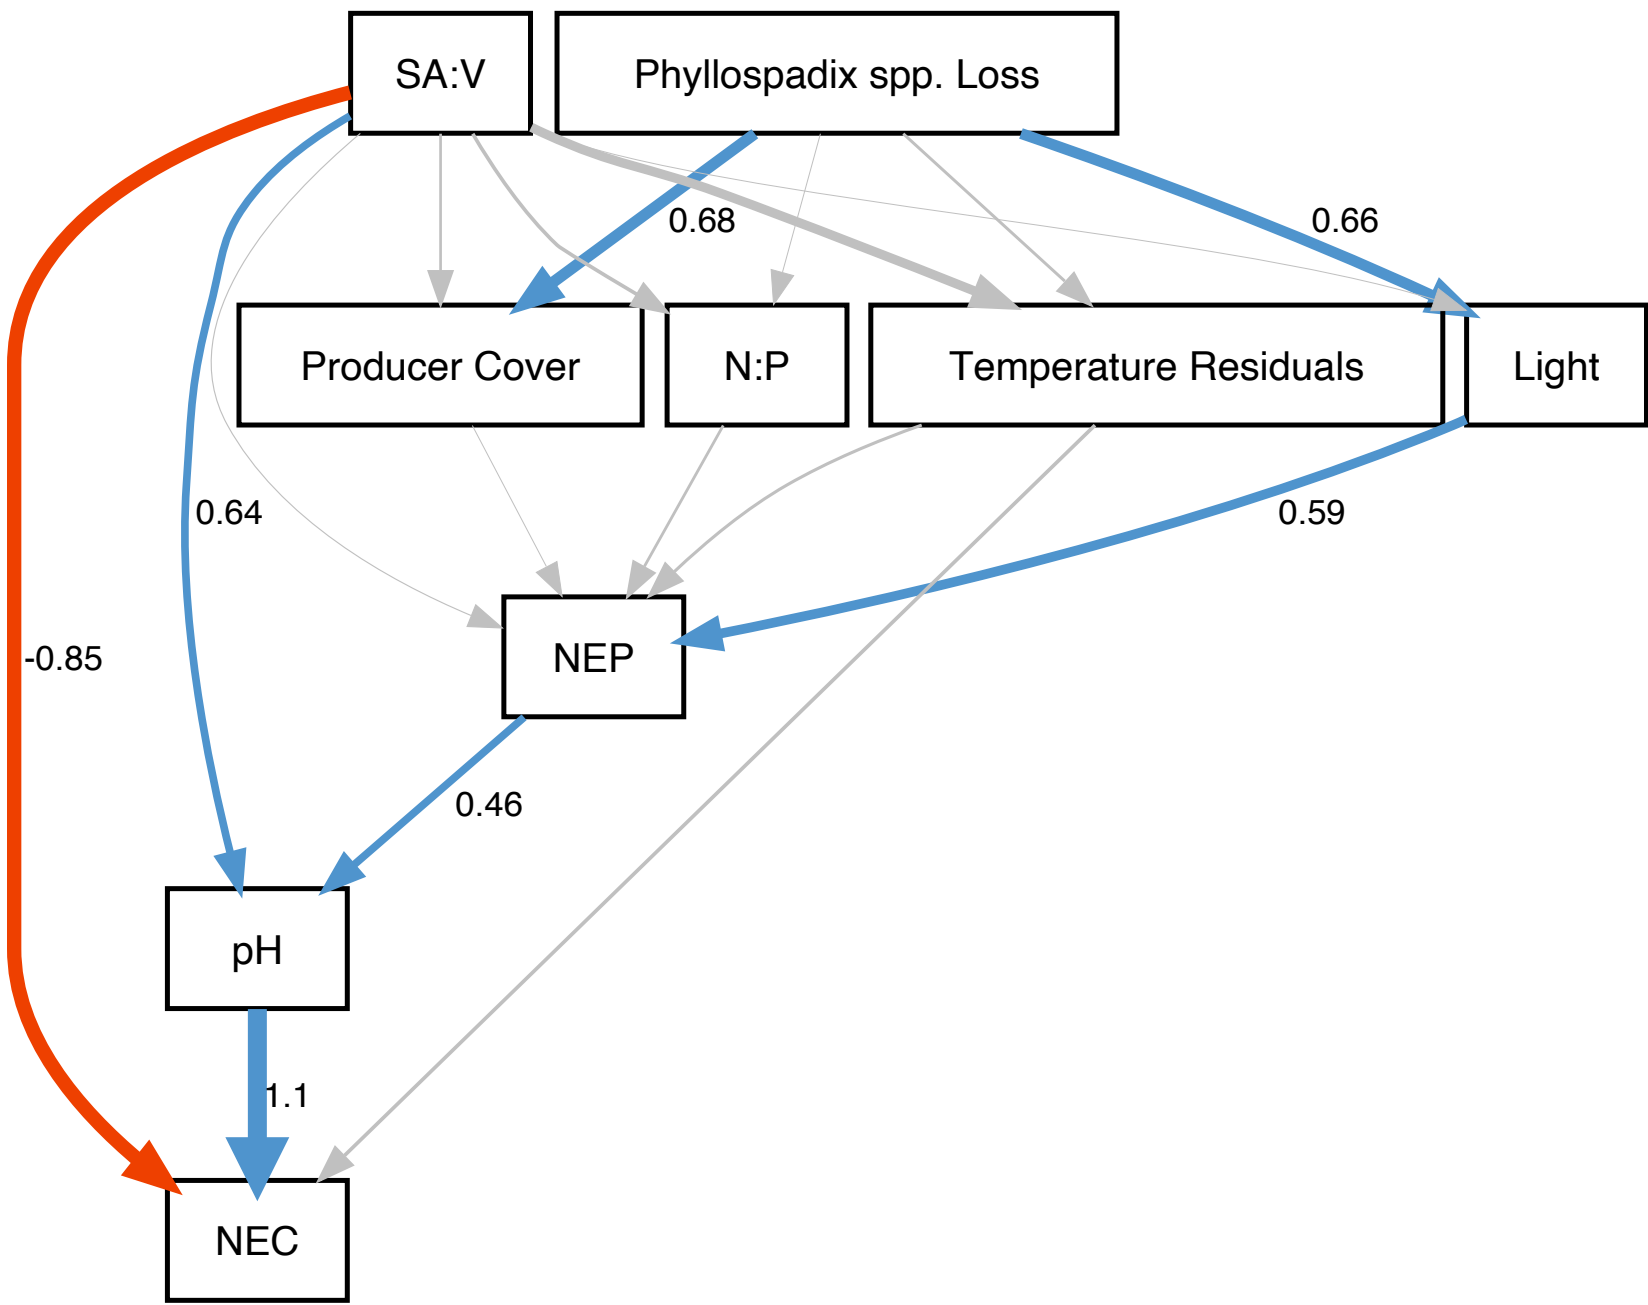 SA:V
Phyllospadix spp. Loss
0.68
0.66
Producer Cover
N:P
Temperature Residuals
Light
0.64
0.59
NEP
-0.85
0.46
pH
1.1
NEC